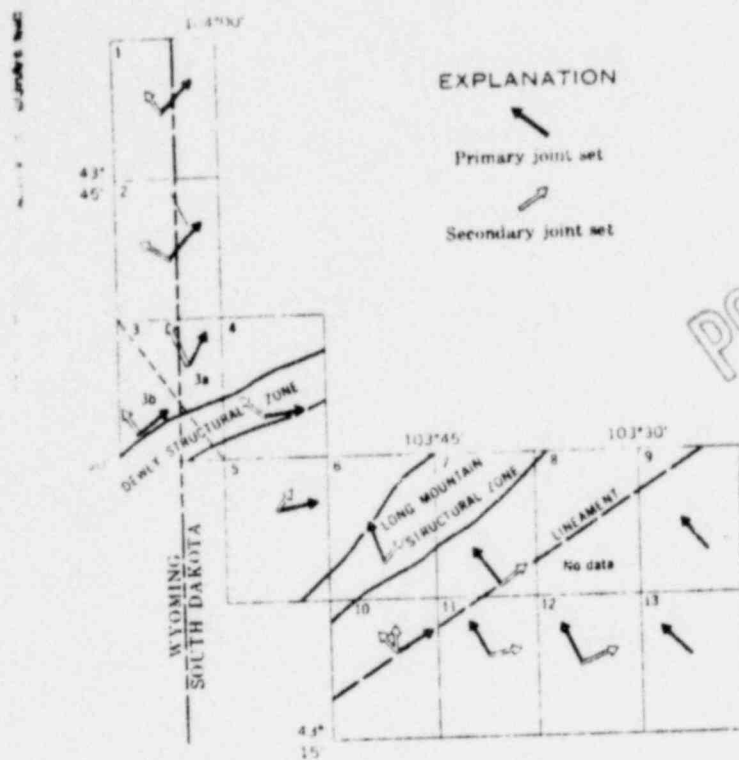 1
EXPLANATION
Primary joint set
43°
45'
2
Secondary joint set
3
4
3a
3b
DEWEY STRUCTURAL ZONE
103°45'
103°30'
5
6
8
9
LONG MOUNTAIN
STRUCTURAL ZONE
LINEAMENT
No data
WYOMING
SOUTH DAKOTA
10
11
12
13
43°
15'